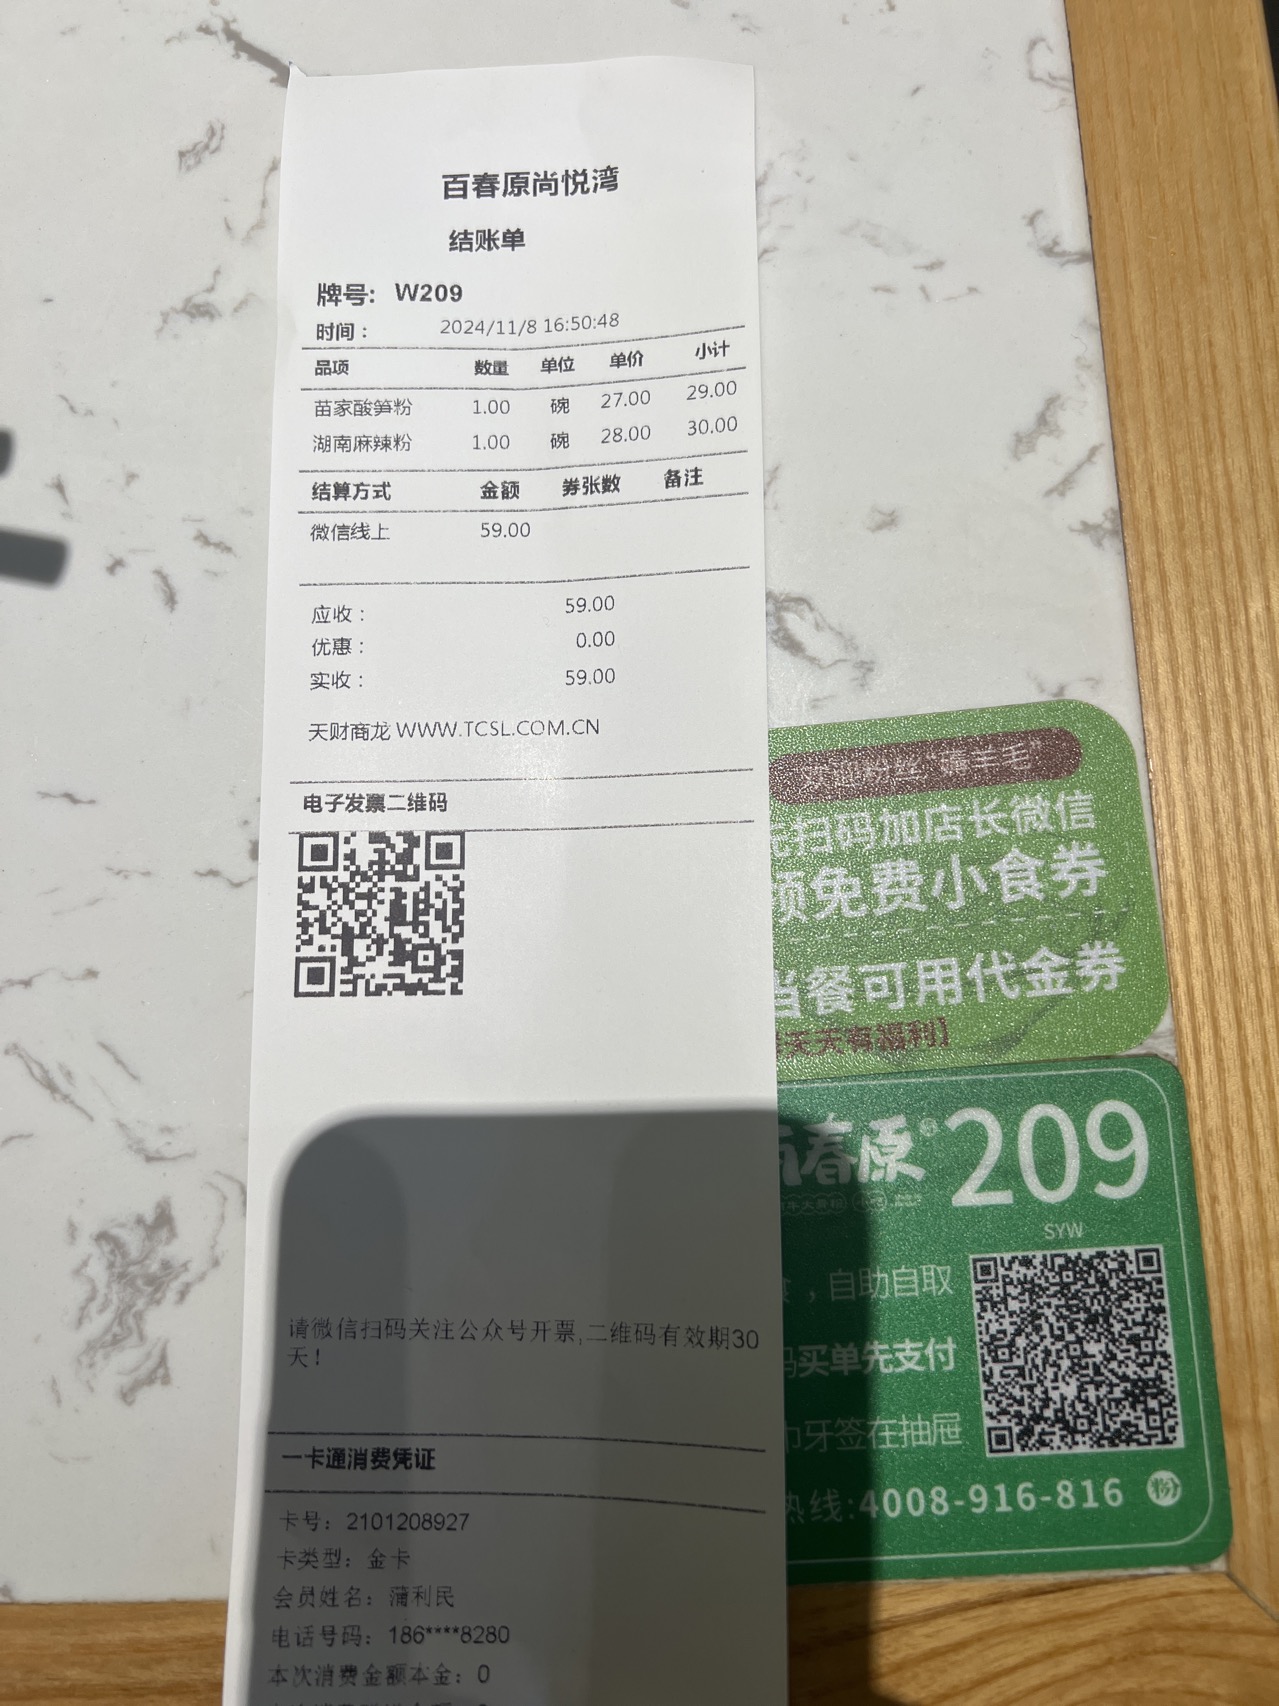 百春原尚悦湾
结账单
牌号: W209
时间： 2024/11/8 16:50:48
品项 数量 单位 单价 小计
苗家酸笋粉 1.00 碗 27.00 29.00
湖南麻辣粉 1.00 碗 28.00 30.00
结算方式 金额 券张数 备注
微信线上 59.00
应收： 59.00
优惠： 0.00
实收： 59.00
天财商龙 WWW.TCSL.COM.CN
电子发票二维码
请微信扫码关注公众号开票,二维码有效期30
天!
一卡通消费凭证
卡号: 2101208927
卡类型: 金卡
会员姓名: 蒲利民
电话号码: 186****8280
本次消费金额本金: 0
粉丝"薅羊毛"
扫码加店长微信
领免费小食券
当餐可用代金券
天天有福利】
春原® 209
SYW
，自助自取
码买单先支付
巾牙签在抽屉
热线:4008-916-816 粉